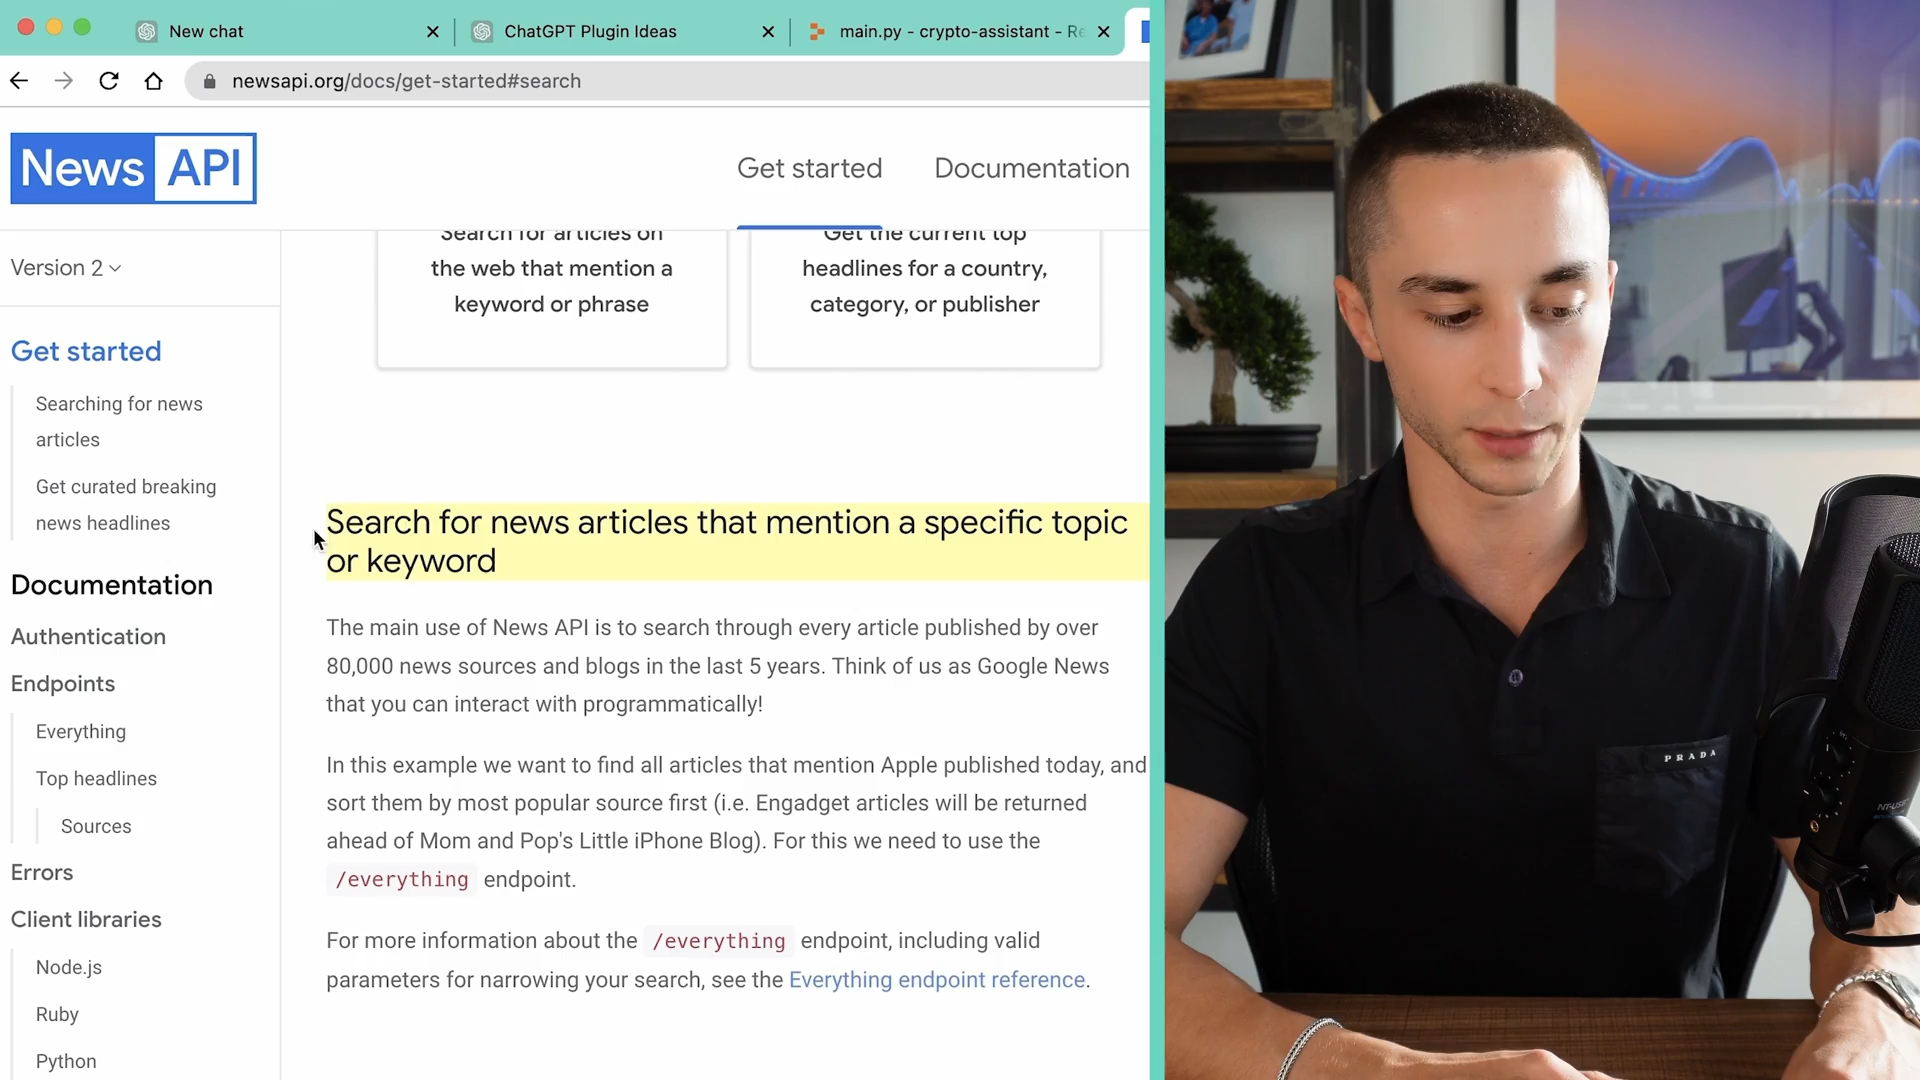 New chat
ChatGPT Plugin Ideas
main.py - crypto-assistant - Re
newsapi.org/docs/get-started#search
News API
Get started
Documentation
Version 2
Get started
Searching for news
articles
Get curated breaking
news headlines
Documentation
Authentication
Endpoints
Everything
Top headlines
Sources
Errors
Client libraries
Node.js
Ruby
Python
Search for articles on
the web that mention a
keyword or phrase
Get the current top
headlines for a country,
category, or publisher
Search for news articles that mention a specific topic
or keyword
The main use of News API is to search through every article published by over
80,000 news sources and blogs in the last 5 years. Think of us as Google News
that you can interact with programmatically!
In this example we want to find all articles that mention Apple published today, and
sort them by most popular source first (i.e. Engadget articles will be returned
ahead of Mom and Pop's Little iPhone Blog). For this we need to use the
/everything endpoint.
For more information about the /everything endpoint, including valid
parameters for narrowing your search, see the Everything endpoint reference.
PRADA